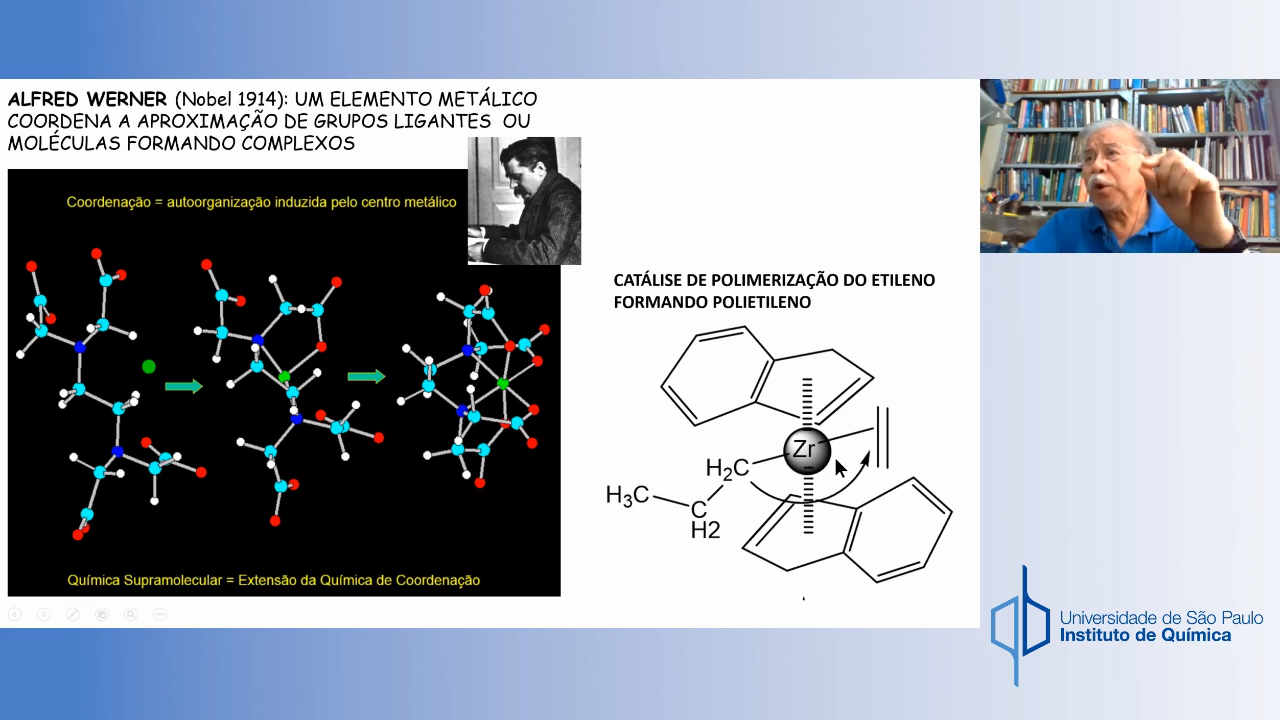 ALFRED WERNER (Nobel 1914): UM ELEMENTO METÁLICO
COORDENA A APROXIMAÇÃO DE GRUPOS LIGANTES OU
MOLÉCULAS FORMANDO COMPLEXOS
Coordenação = autoorganização induzida pelo centro metálico
Química Supramolecular = Extensão da Química de Coordenação
CATÁLISE DE POLIMERIZAÇÃO DO ETILENO
FORMANDO POLIETILENO
Zr
H2C
H3C
C
H2
Universidade de São Paulo
Instituto de Química